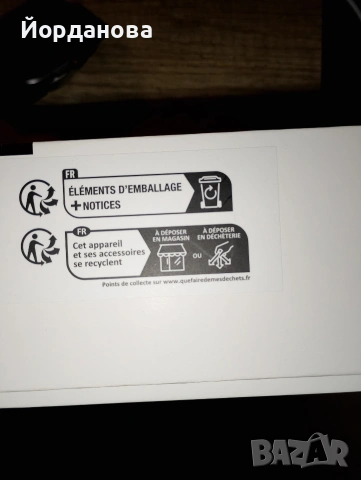 Йорданова
FR
ÉLÉMENTS D'EMBALLAGE
+ NOTICES
FR
Cet appareil
et ses accessoires
se recyclent
À DÉPOSER
EN MAGASIN
OU
À DÉPOSER
EN DÉCHÈTERIE
Points de collecte sur www.quefairedemesdechets.fr
BAZAR